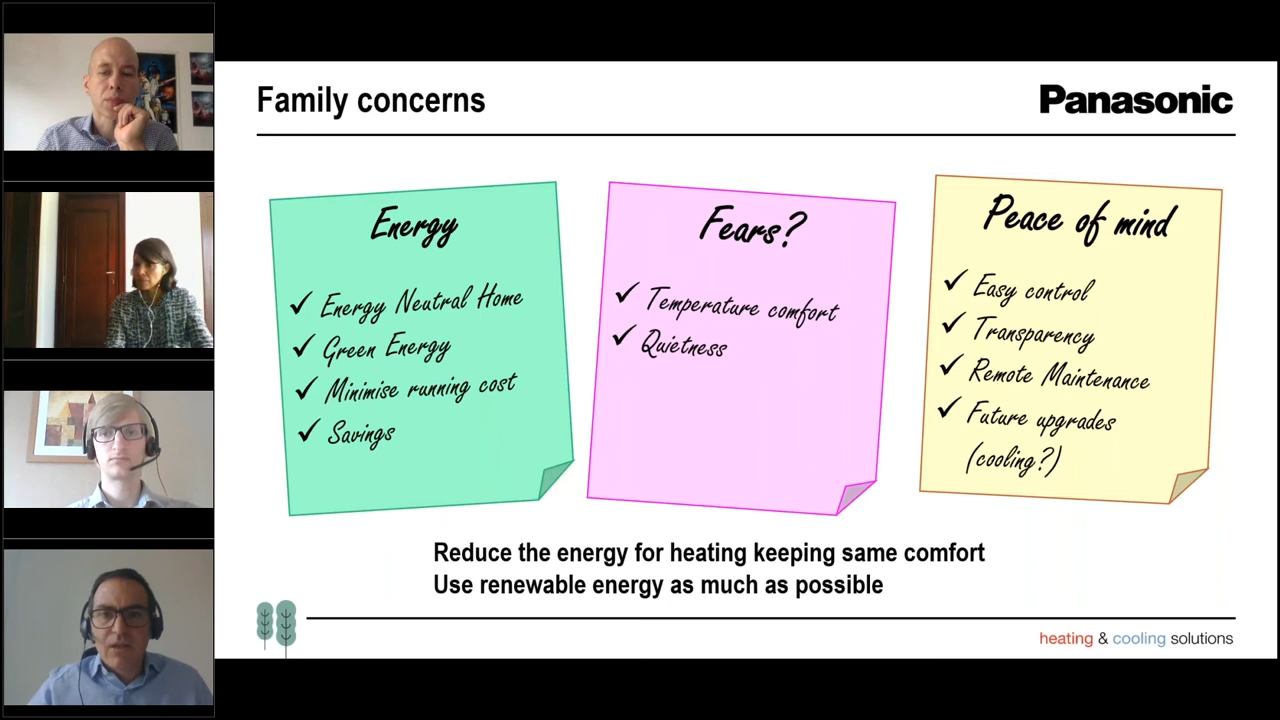 Family concerns
Panasonic
Energy
✓ Energy Neutral Home
✓ Green Energy
✓ Minimise running cost
✓ Savings
Fears?
✓ Temperature comfort
✓ Quietness
Peace of mind
✓ Easy control
✓ Transparency
✓ Remote Maintenance
✓ Future upgrades
(cooling?)
Reduce the energy for heating keeping same comfort
Use renewable energy as much as possible
heating & cooling solutions